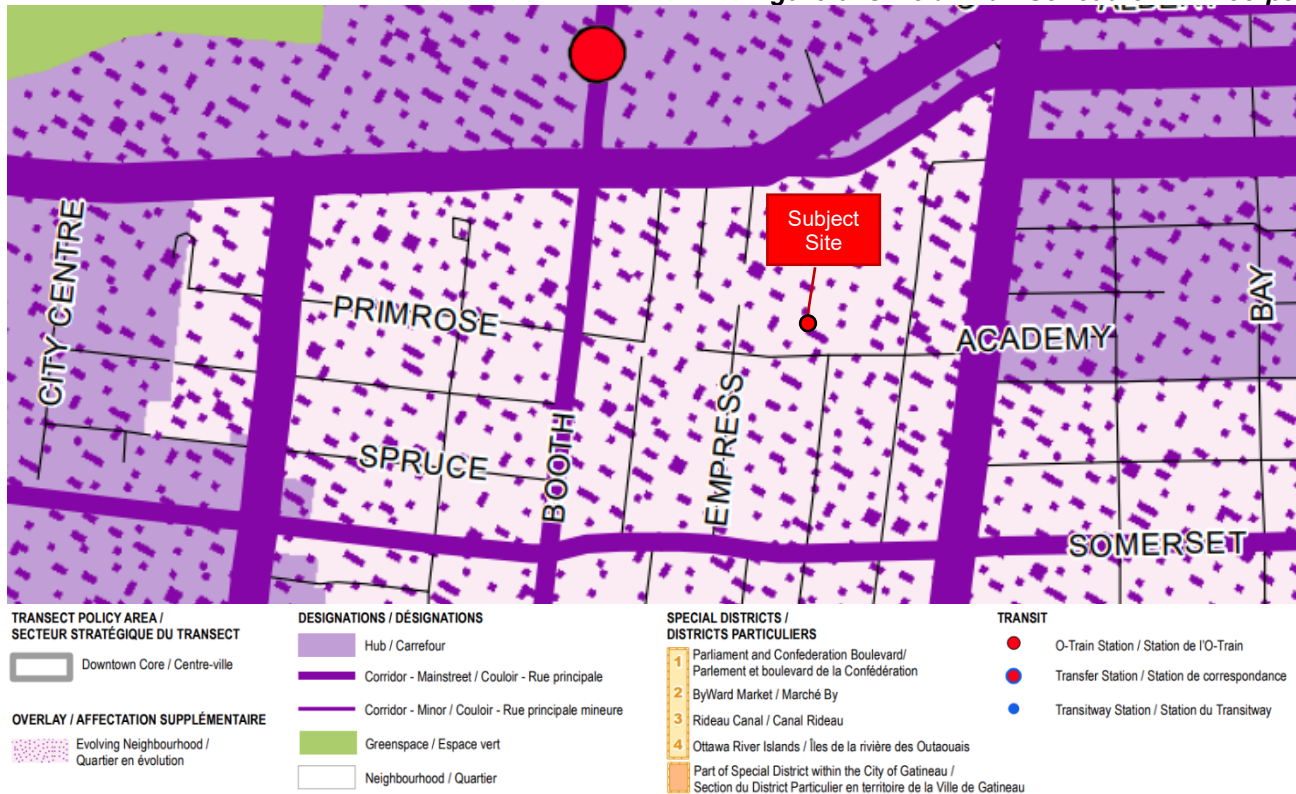 Subject
Site
CITY CENTRE
PRIMROSE
ACADEMY
BAY
EMPRESS
BOOTH
SPRUCE
SOMERSET
TRANSECT POLICY AREA /
SECTEUR STRATÉGIQUE DU TRANSECT
Downtown Core / Centre-ville
OVERLAY / AFFECTATION SUPPLÉMENTAIRE
Evolving Neighbourhood /
Quartier en évolution
DESIGNATIONS / DÉSIGNATIONS
Hub / Carrefour
Corridor - Mainstreet / Couloir - Rue principale
Corridor - Minor / Couloir - Rue principale mineure
Greenspace / Espace vert
Neighbourhood / Quartier
SPECIAL DISTRICTS /
DISTRICTS PARTICULIERS
1 Parliament and Confederation Boulevard/
Parlement et boulevard de la Confédération
2 ByWard Market / Marché By
3 Rideau Canal / Canal Rideau
4 Ottawa River Islands / Îles de la rivière des Outaouais
Part of Special District within the City of Gatineau /
Section du District Particulier en territoire de la Ville de Gatineau
TRANSIT
O-Train Station / Station de l'O-Train
Transfer Station / Station de correspondance
Transitway Station / Station du Transitway